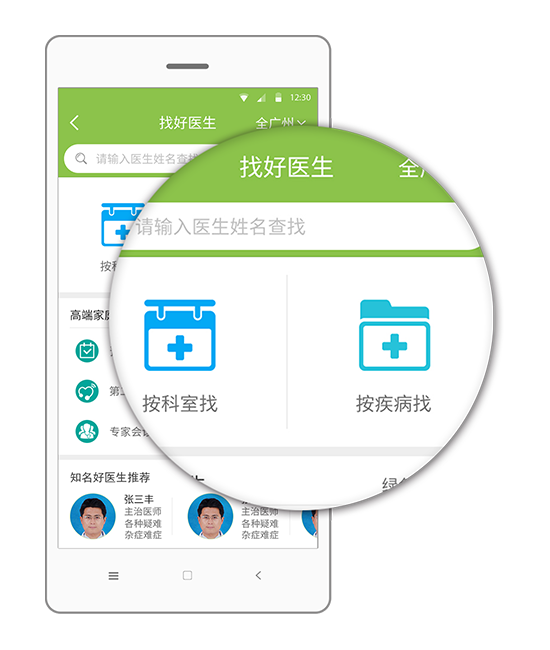 12:30
找好医生 全广州
请输入医生姓名查找
找好医生
请输入医生姓名查找
按科室找 按疾病找
高端家庭
第二
专家会诊
知名好医生推荐
张三丰
主治医师 主治医师
各种疑难 各种疑难
杂症难症 杂症难症